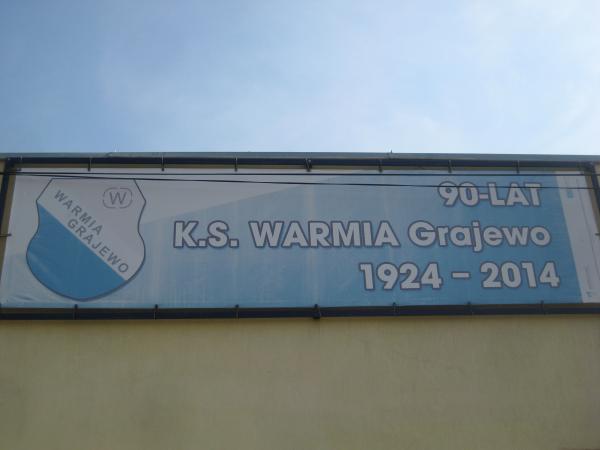 W
WARMIA
GRAJEWO
90-LAT
K.S. WARMIA Grajewo
1924 - 2014